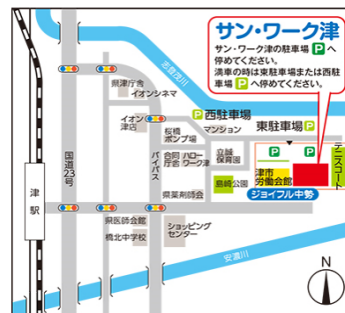 サン・ワーク津
サン・ワーク津の駐車場 P へ
停めてください。
満車の時は東駐車場または西駐
車場 P へ停めてください。
志登茂川
県津庁舎
イオンシネマ
イオン
津店
P 西駐車場
マンション
東駐車場 P
桜橋
ポンプ場
国道23号
バイパス
合同
庁舎
ハロー
ワーク津
立誠
保育園
P
P
テニスコート
県薬剤師会
島崎公園
津市
労働会館
ジョイフル中勢
津駅
県医師会館
橋北中学校
ショッピング
センター
安濃川
N